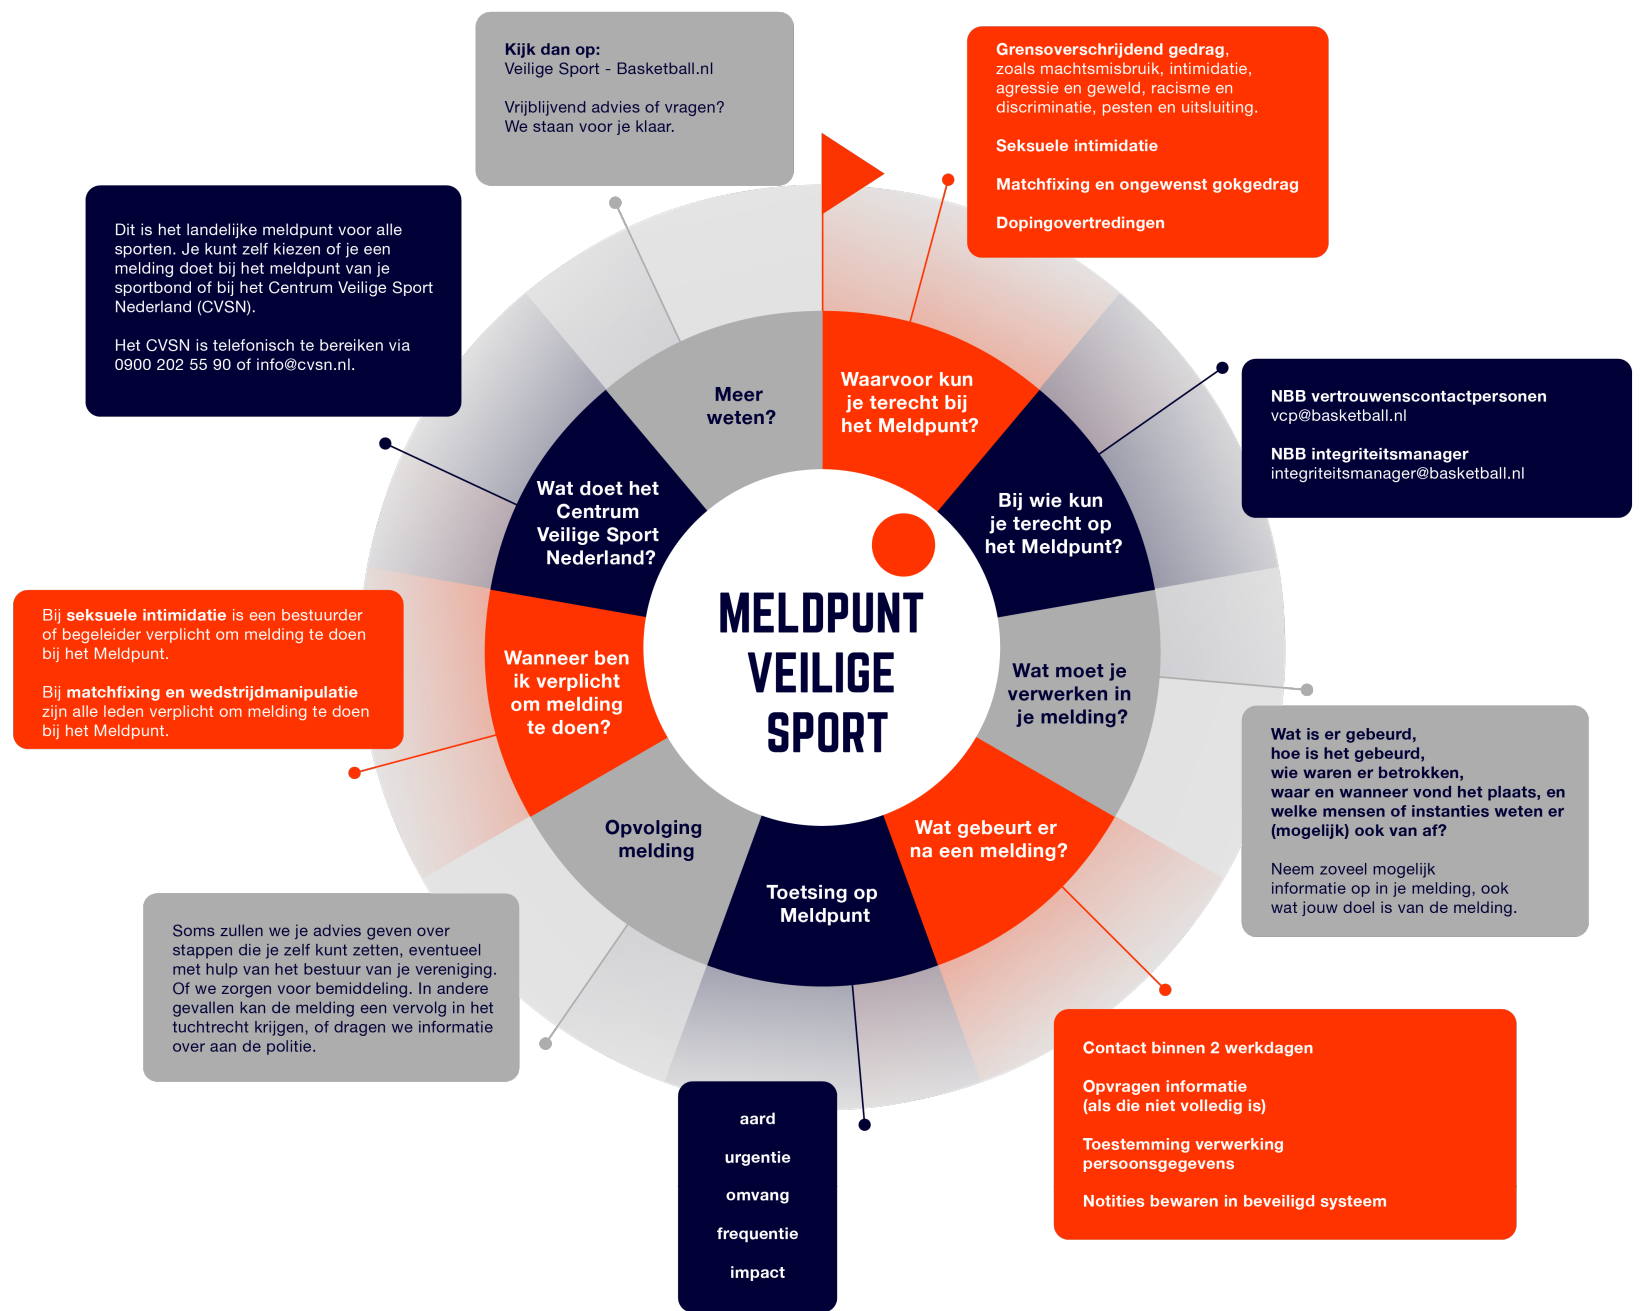 MELDPUNT
VEILIGE
SPORT
Waarvoor kun
je terecht bij
het Meldpunt?
Grensoverschrijdend gedrag,
zoals machtsmisbruik, intimidatie,
agressie en geweld, racisme en
discriminatie, pesten en uitsluiting.
Seksuele intimidatie
Matchfixing en ongewenst gokgedrag
Dopingovertredingen
Bij wie kun
je terecht op
het Meldpunt?
NBB vertrouwenscontactpersonen
vcp@basketball.nl
NBB integriteitsmanager
integriteitsmanager@basketball.nl
Wat moet je
verwerken in
je melding?
Wat is er gebeurd,
hoe is het gebeurd,
wie waren er betrokken,
waar en wanneer vond het plaats, en
welke mensen of instanties weten er
(mogelijk) ook van af?
Neem zoveel mogelijk
informatie op in je melding, ook
wat jouw doel is van de melding.
Wat gebeurt er
na een melding?
Contact binnen 2 werkdagen
Opvragen informatie
(als die niet volledig is)
Toestemming verwerking
persoonsgegevens
Notities bewaren in beveiligd systeem
Toetsing op
Meldpunt
aard
urgentie
omvang
frequentie
impact
Opvolging
melding
Soms zullen we je advies geven over
stappen die je zelf kunt zetten, eventueel
met hulp van het bestuur van je vereniging.
Of we zorgen voor bemiddeling. In andere
gevallen kan de melding een vervolg in het
tuchtrecht krijgen, of dragen we informatie
over aan de politie.
Wanneer ben
ik verplicht
om melding
te doen?
Bij seksuele intimidatie is een bestuurder
of begeleider verplicht om melding te doen
bij het Meldpunt.
Bij matchfixing en wedstrijdmanipulatie
zijn alle leden verplicht om melding te doen
bij het Meldpunt.
Wat doet het
Centrum
Veilige Sport
Nederland?
Dit is het landelijke meldpunt voor alle
sporten. Je kunt zelf kiezen of je een
melding doet bij het meldpunt van je
sportbond of bij het Centrum Veilige Sport
Nederland (CVSN).
Het CVSN is telefonisch te bereiken via
0900 202 55 90 of info@cvsn.nl.
Meer
weten?
Kijk dan op:
Veilige Sport - Basketball.nl
Vrijblijvend advies of vragen?
We staan voor je klaar.